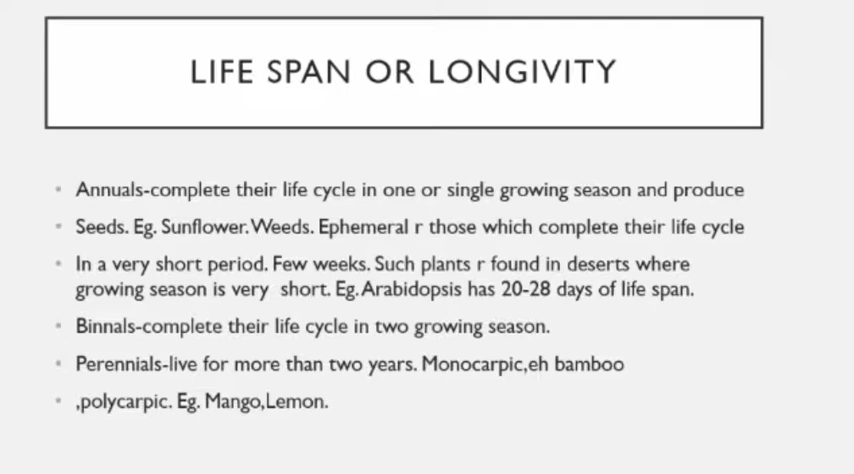 LIFE SPAN OR LONGIVITY
Annuals-complete their life cycle in one or single growing season and produce
Seeds. Eg. Sunflower. Weeds. Ephemeral r those which complete their life cycle
In a very short period. Few weeks. Such plants r found in deserts where
growing season is very  short. Eg. Arabidopsis has 20-28 days of life span.
Binnals-complete their life cycle in two growing season.
Perennials-live for more than two years. Monocarpic,eh bamboo
,polycarpic. Eg. Mango,Lemon.